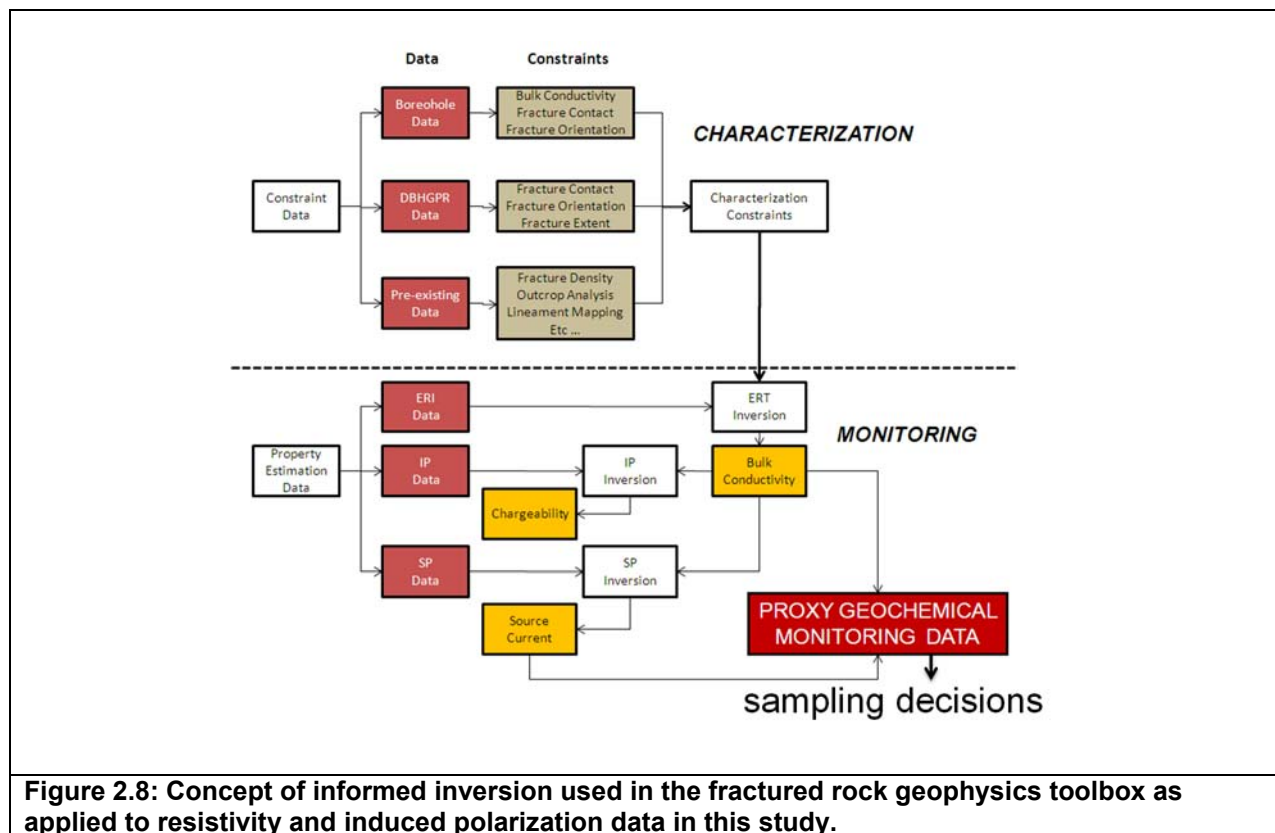 Data Constraints
Boreohole
Data
Bulk Conductivity
Fracture Contact
Fracture Orientation
CHARACTERIZATION
Constraint
Data
DBHGPR
Data
Fracture Contact
Fracture Orientation
Fracture Extent
Characterization
Constraints
Pre-existing
Data
Fracture Density
Outcrop Analysis
Lineament Mapping
Etc ...
ERI
Data
ERT
Inversion
MONITORING
Property
Estimation
Data
IP
Data
IP
Inversion
Bulk
Conductivity
Chargeability
SP
Data
SP
Inversion
Source
Current
PROXY GEOCHEMICAL
MONITORING DATA
sampling decisions
Figure 2.8: Concept of informed inversion used in the fractured rock geophysics toolbox as
applied to resistivity and induced polarization data in this study.